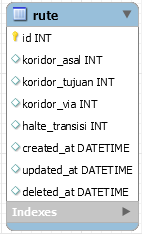 rute
id INT
koridor_asal INT
koridor_tujuan INT
koridor_via INT
halte_transisi INT
created_at DATETIME
updated_at DATETIME
deleted_at DATETIME
Indexes